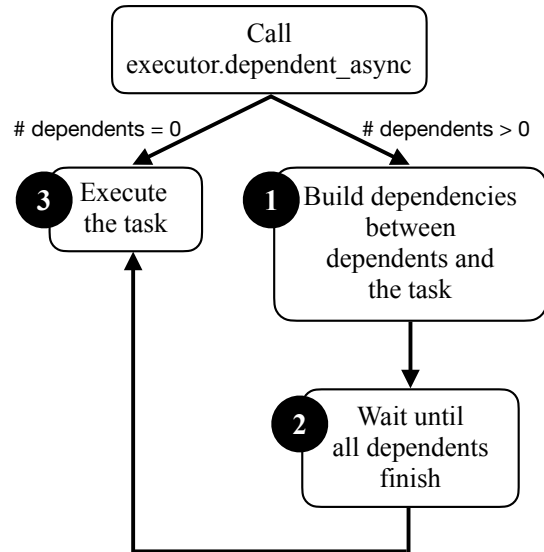 Call
executor.dependent_async
# dependents = 0
# dependents > 0
3
Execute
the task
1
Build dependencies
between
dependents and
the task
2
Wait until
all dependents
finish